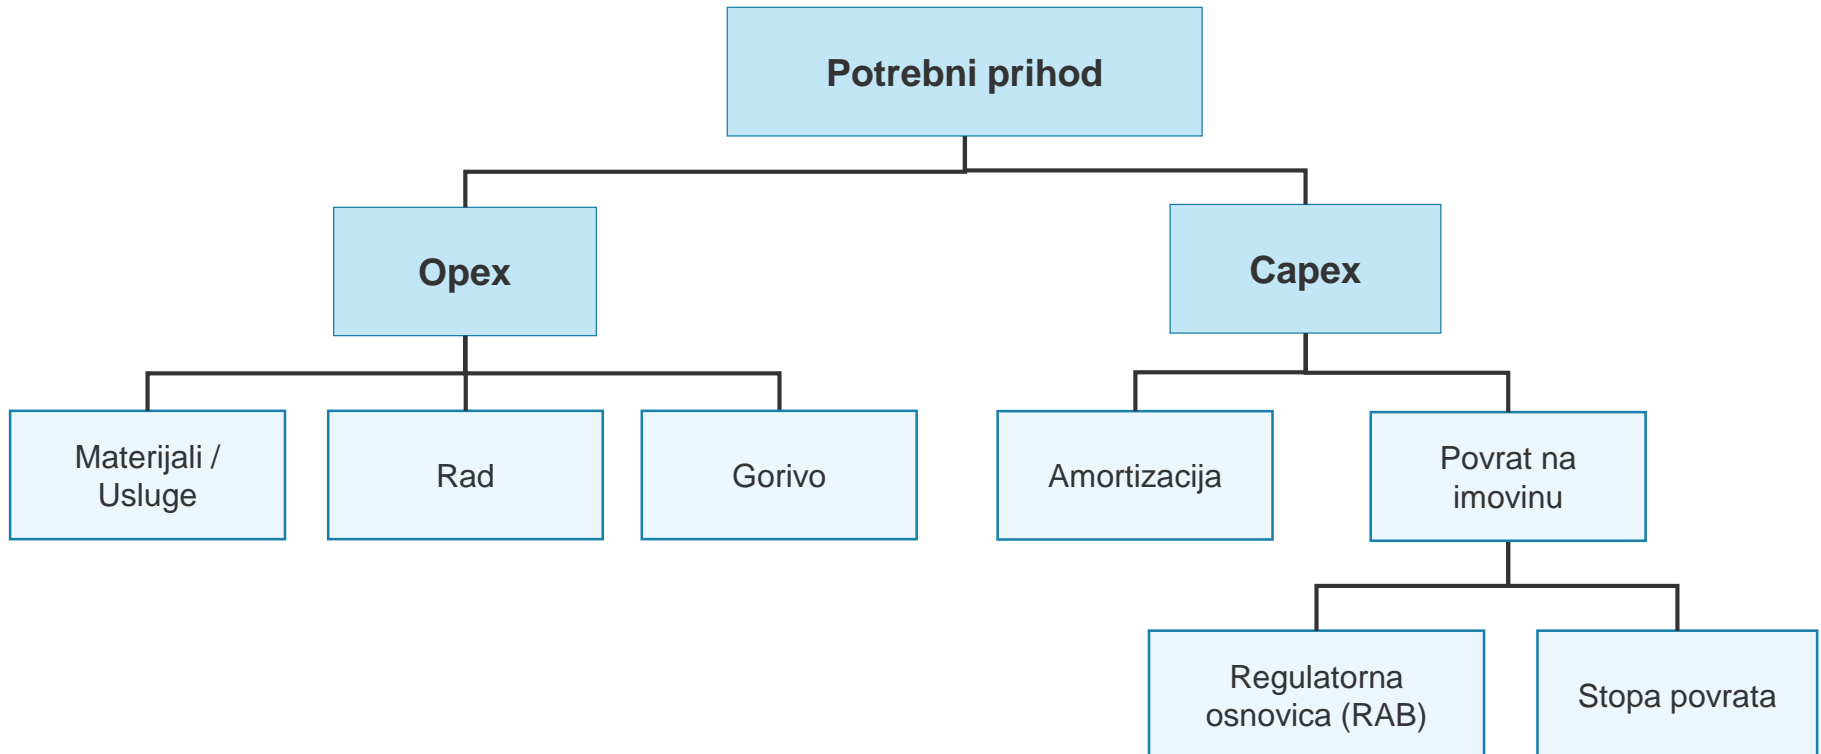 Potrebni prihod
Opex
Capex
Materijali /
Usluge
Rad
Gorivo
Amortizacija
Povrat na
imovinu
Regulatorna
osnovica (RAB)
Stopa povrata